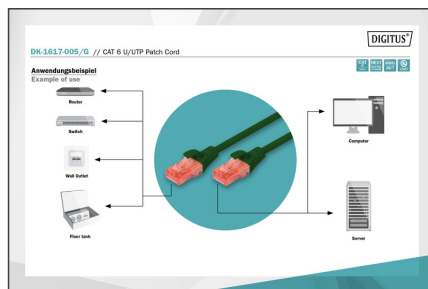 DIGITUS®
DK-1617-005/G // CAT 6 U/UTP Patch Cord
Anwendungsbeispiel
Example of use
Router
Switch
Wall Outlet
Floor tank
Computer
Server